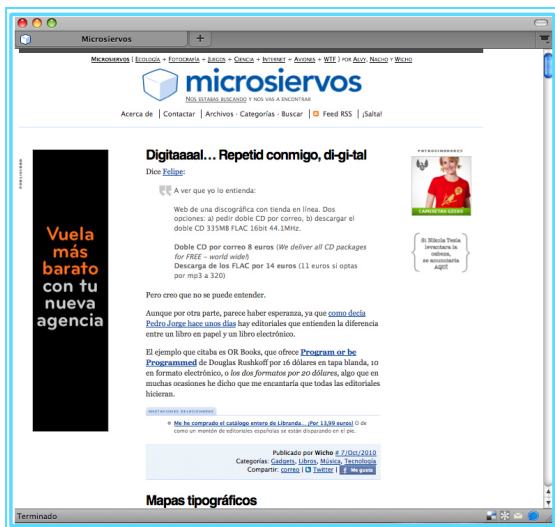 Microsiervos
MICROSIERVOS [ ECOLOGÍA + FOTOGRAFÍA + JUEGOS + CIENCIA + INTERNET + AVIONES + WTF ] POR ALVY, NACHO Y WICHO
microsiervos
NOS ESTABAS BUSCANDO Y NOS VAS A ENCONTRAR
Acerca de | Contactar | Archivos · Categorías · Buscar | Feed RSS | ¡Salta!
PUBLICIDAD
Vuela
más
barato
con tu
nueva
agencia
Digitaaaal… Repetid conmigo, di-gi-tal
Dice Felipe:
A ver que yo lo entienda:
Web de una discográfica con tienda en línea. Dos
opciones: a) pedir doble CD por correo, b) descargar el
doble CD 335MB FLAC 16bit 44.1MHz.
Doble CD por correo 8 euros (We deliver all CD packages
for FREE – world wide!)
Descarga de los FLAC por 14 euros (11 euros si optas
por mp3 a 320)
Pero creo que no se puede entender.
Aunque por otra parte, parece haber esperanza, ya que como decía
Pedro Jorge hace unos días hay editoriales que entienden la diferencia
entre un libro en papel y un libro electrónico.
El ejemplo que citaba es OR Books, que ofrece Program or be
Programmed de Douglas Rushkoff por 16 dólares en tapa blanda, 10
en formato electrónico, o los dos formatos por 20 dólares, algo que en
muchas ocasiones he dicho que me encantaría que todas las editoriales
hicieran.
ANOTACIONES RELACIONADAS
Me he comprado el catálogo entero de Libranda... ¡Por 13,99 euros! O de
como un montón de editoriales españolas se están disparando en el pie.
Publicado por Wicho # 7/Oct/2010
Categorías: Gadgets, Libros, Música, Tecnología
Compartir: correo | Twitter | Me gusta
Mapas tipográficos
PATROCINADORES
CAMISETAS GEEKS
Si Nikola Tesla
levantara la
cabeza,
se anunciaría
AQUÍ
Terminado